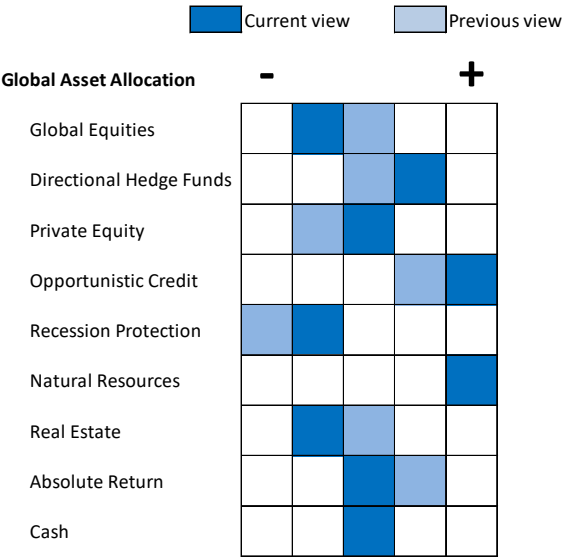 Current view Previous view
Global Asset Allocation - +
Global Equities
Directional Hedge Funds
Private Equity
Opportunistic Credit
Recession Protection
Natural Resources
Real Estate
Absolute Return
Cash